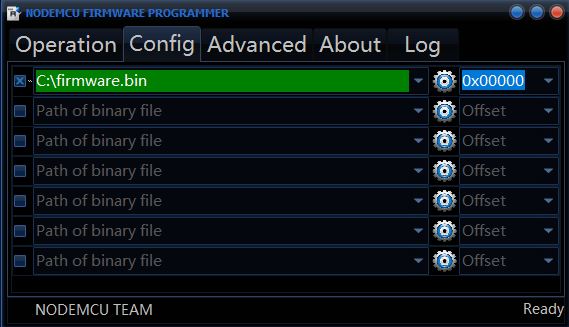 NODEMCU FIRMWARE PROGRAMMER
Operation Config Advanced About Log
C:\firmware.bin 0x00000
Path of binary file Offset
Path of binary file Offset
Path of binary file Offset
Path of binary file Offset
Path of binary file Offset
Path of binary file Offset
NODEMCU TEAM Ready